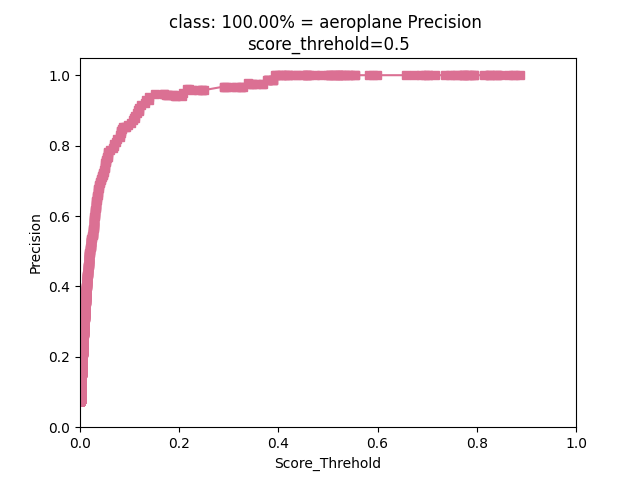 class: 100.00% = aeroplane Precision
score_threhold=0.5
1.0
0.8
0.6
0.4
0.2
0.0
Precision
0.0 0.2 0.4 0.6 0.8 1.0
Score_Threhold